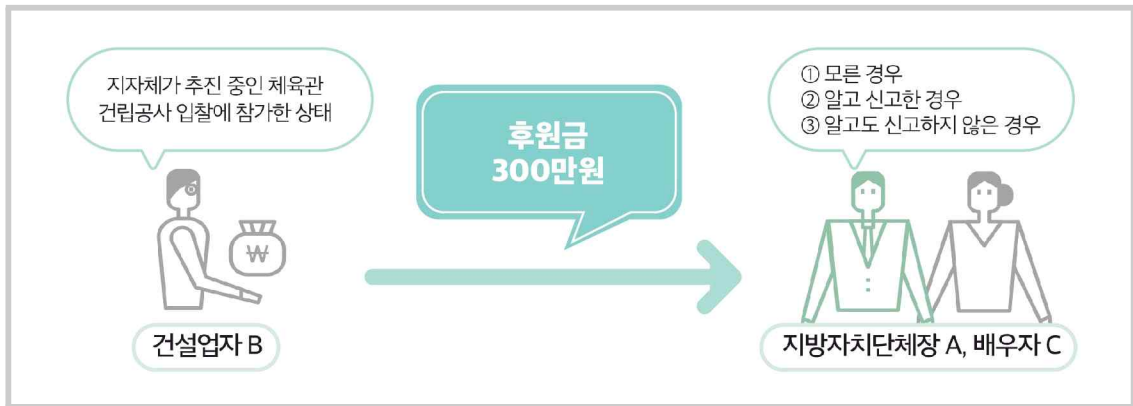 지자체가 추진 중인 체육관
건립공사 입찰에 참가한 상태
후원금
300만원
① 모른 경우
② 알고 신고한 경우
③ 알고도 신고하지 않은 경우
₩
건설업자 B
지방자치단체장 A, 배우자 C